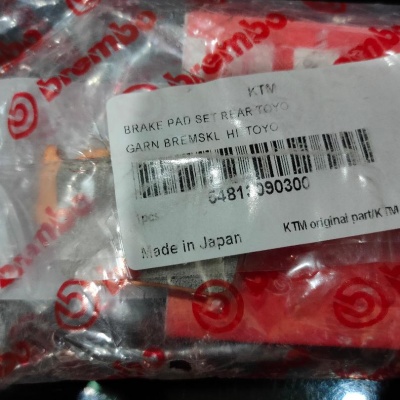 brembo
brembo
KTM
BRAKE PAD SET REAR TOYO
GARN BREMSKL. HI. TOYO
54813090300
1pcs
KTM original part/KTM
Made in Japan
brembo
brembo